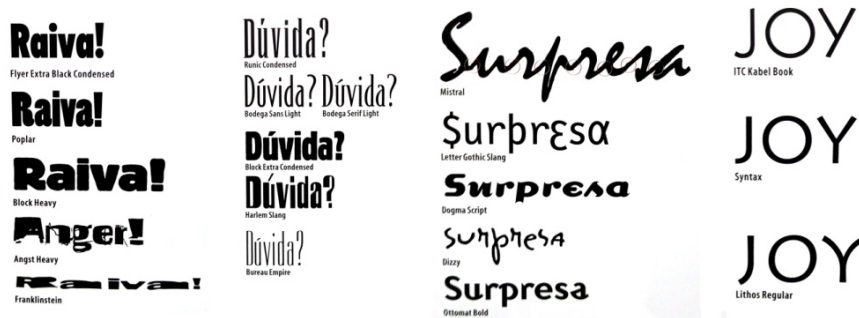 Raiva!
Flyer Extra Black Condensed
Raiva!
Poplar
Raiva!
Block Heavy
Anger!
Angst Heavy
Raiva!
Franklinstein
Dúvida?
Runic Condensed
Dúvida? Dúvida?
Bodega Sans Light Bodega Serif Light
Dúvida?
Block Extra Condensed
Dúvida?
Harlem Slang
Dúvida?
Bureau Empire
Surpresa
Mistral
$urþrɛsα
Letter Gothic Slang
Surpresa
Dogma Script
Surpresa
Dizzy
Surpresa
Ottomat Bold
JOY
ITC Kabel Book
JOY
Syntax
JOY
Lithos Regular